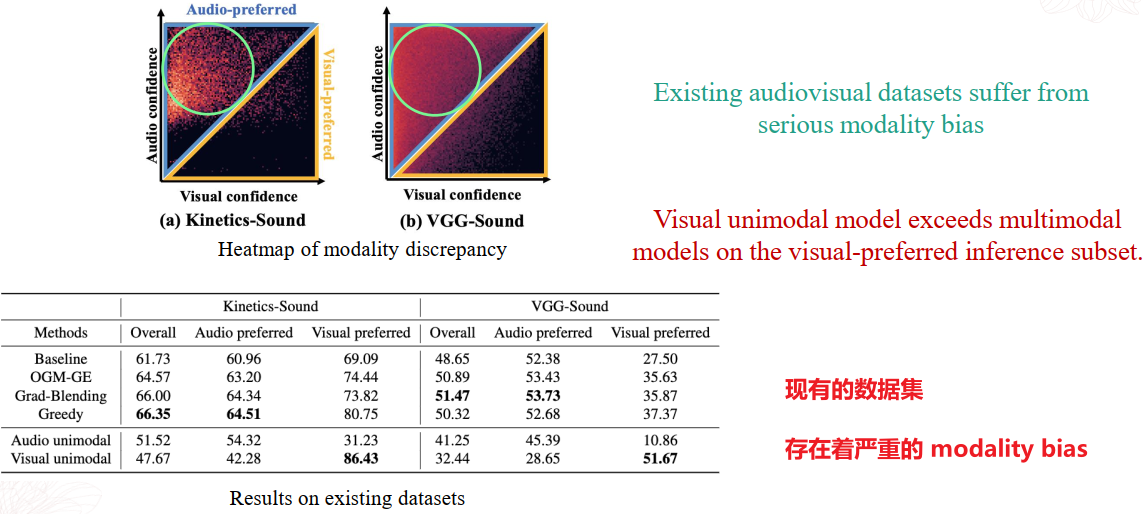 Audio-preferred
Audio confidence
Visual-preferred
Visual confidence
(a) Kinetics-Sound
Audio confidence
Visual confidence
(b) VGG-Sound
Heatmap of modality discrepancy
Existing audiovisual datasets suffer from
serious modality bias
Visual unimodal model exceeds multimodal
models on the visual-preferred inference subset.
Kinetics-Sound VGG-Sound
Methods Overall Audio preferred Visual preferred Overall Audio preferred Visual preferred
Baseline 61.73 60.96 69.09 48.65 52.38 27.50
OGM-GE 64.57 63.20 74.44 50.89 53.43 35.63
Grad-Blending 66.00 64.34 73.82 51.47 53.73 35.87
Greedy 66.35 64.51 80.75 50.32 52.68 37.37
Audio unimodal 51.52 54.32 31.23 41.25 45.39 10.86
Visual unimodal 47.67 42.28 86.43 32.44 28.65 51.67
Results on existing datasets
现有的数据集
存在着严重的 modality bias